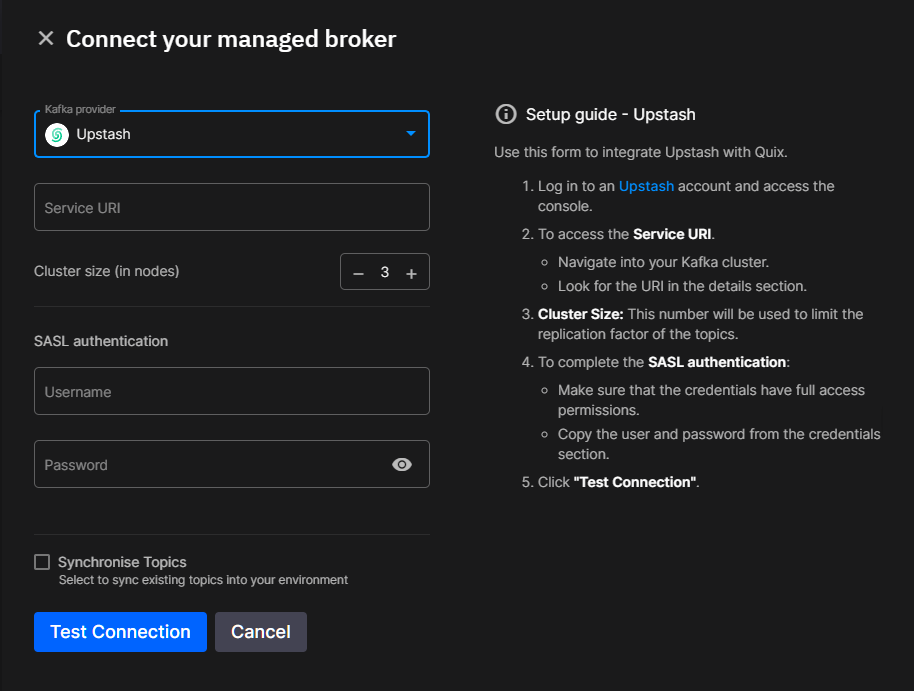 Connect your managed broker
Kafka provider
Upstash
Service URI
Cluster size (in nodes)
3
SASL authentication
Username
Password
Synchronise Topics
Select to sync existing topics into your environment
Test Connection
Cancel
Setup guide - Upstash
Use this form to integrate Upstash with Quix.
1. Log in to an Upstash account and access the
console.
2. To access the Service URI.
Navigate into your Kafka cluster.
Look for the URI in the details section.
3. Cluster Size: This number will be used to limit the
replication factor of the topics.
4. To complete the SASL authentication:
Make sure that the credentials have full access
permissions.
Copy the user and password from the credentials
section.
5. Click "Test Connection".